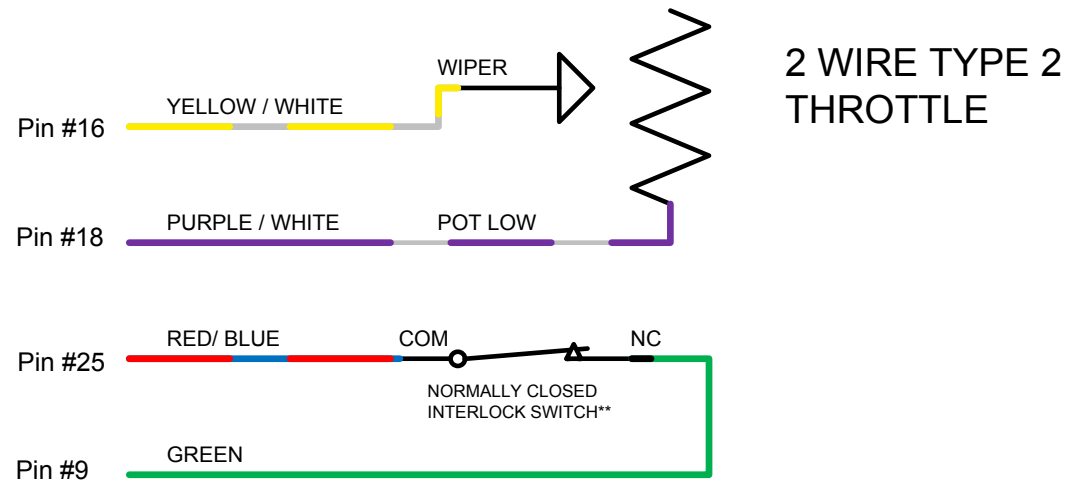 2 WIRE TYPE 2
THROTTLE
WIPER
YELLOW / WHITE
Pin #16
PURPLE / WHITE POT LOW
Pin #18
RED/ BLUE COM NC
Pin #25
NORMALLY CLOSED
INTERLOCK SWITCH**
GREEN
Pin #9